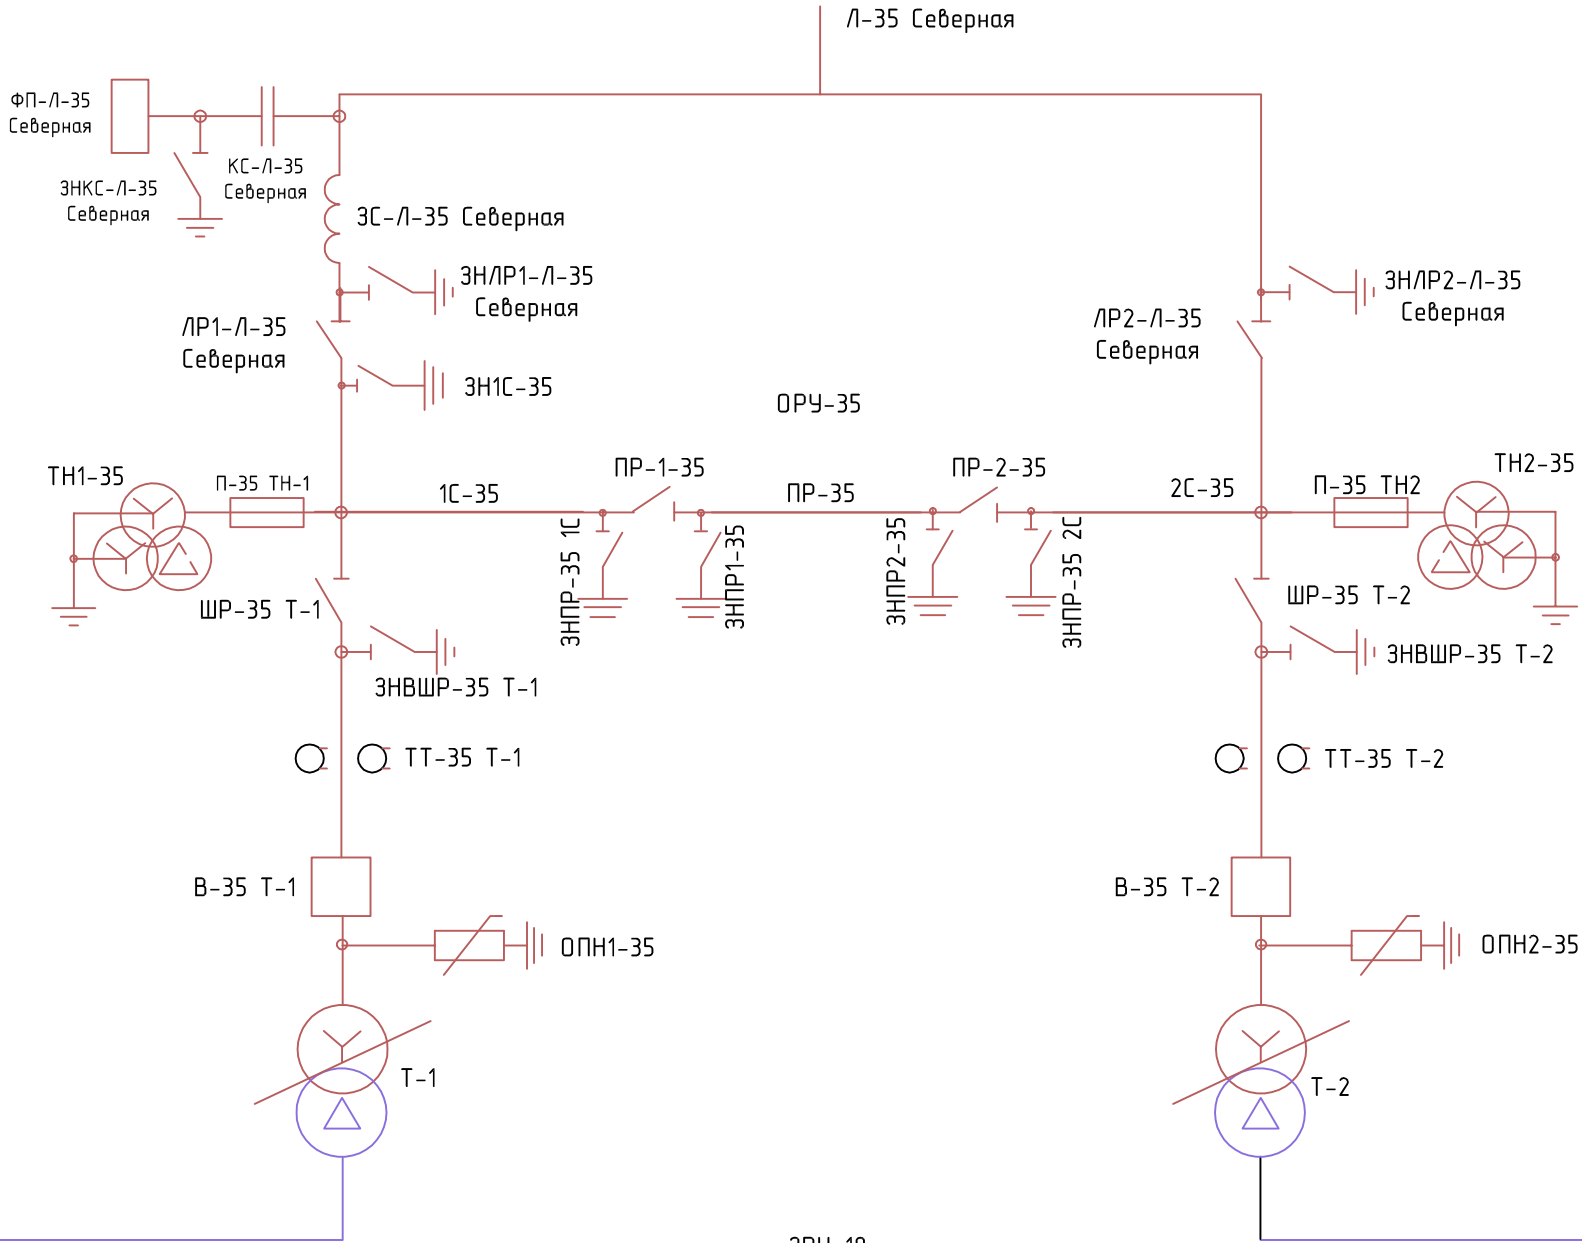 Л-35 Северная
ФП-Л-35
Северная
КС-Л-35
Северная
ЗНКС-Л-35
Северная
ЗС-Л-35 Северная
ЗНЛР1-Л-35
Северная
ЗНЛР2-Л-35
Северная
ЛР1-Л-35
Северная
ЛР2-Л-35
Северная
ЗН1С-35
ОРУ-35
ТН1-35
П-35 ТН-1
1С-35
ПР-1-35
ПР-35
ПР-2-35
2С-35
П-35 ТН2
ТН2-35
ЗНПР-35 1С
ЗНПР1-35
ЗНПР2-35
ЗНПР-35 2С
ШР-35 Т-1
ШР-35 Т-2
ЗНВШР-35 Т-1
ЗНВШР-35 Т-2
ТТ-35 Т-1
ТТ-35 Т-2
В-35 Т-1
В-35 Т-2
ОПН1-35
ОПН2-35
Т-1
Т-2